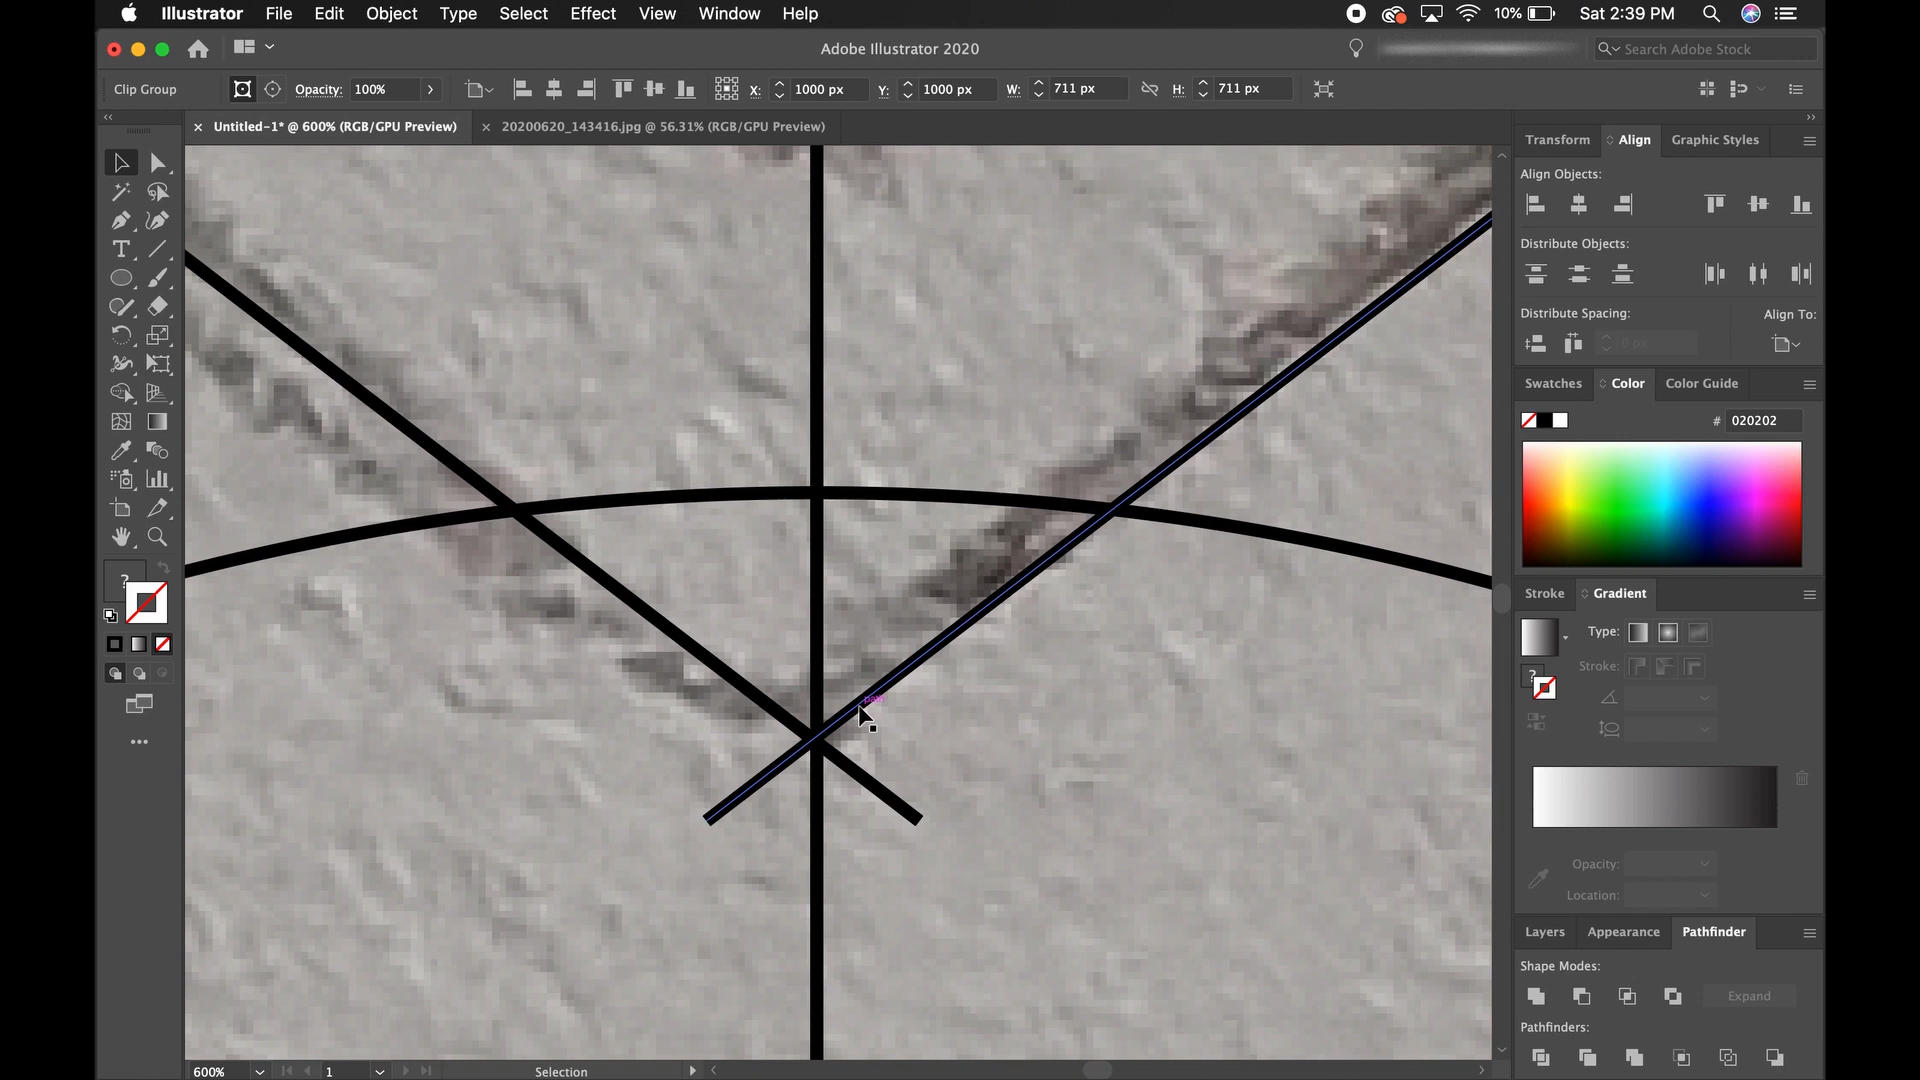 Illustrator File Edit Object Type Select Effect View Window Help 10% Sat 2:39 PM
Adobe Illustrator 2020 Search Adobe Stock
Clip Group Opacity: 100% X: 1000 px Y: 1000 px W: 711 px H: 711 px
Untitled-1* @ 600% (RGB/GPU Preview) 20200620_143416.jpg @ 56.31% (RGB/GPU Preview)
Transform Align Graphic Styles
Align Objects:
Distribute Objects:
Distribute Spacing: Align To:
0 px
Swatches Color Color Guide
# 020202
?
Stroke Gradient
Type:
Stroke:
?
path
Opacity:
Location:
Layers Appearance Pathfinder
Shape Modes:
Expand
Pathfinders:
600% 1 Selection